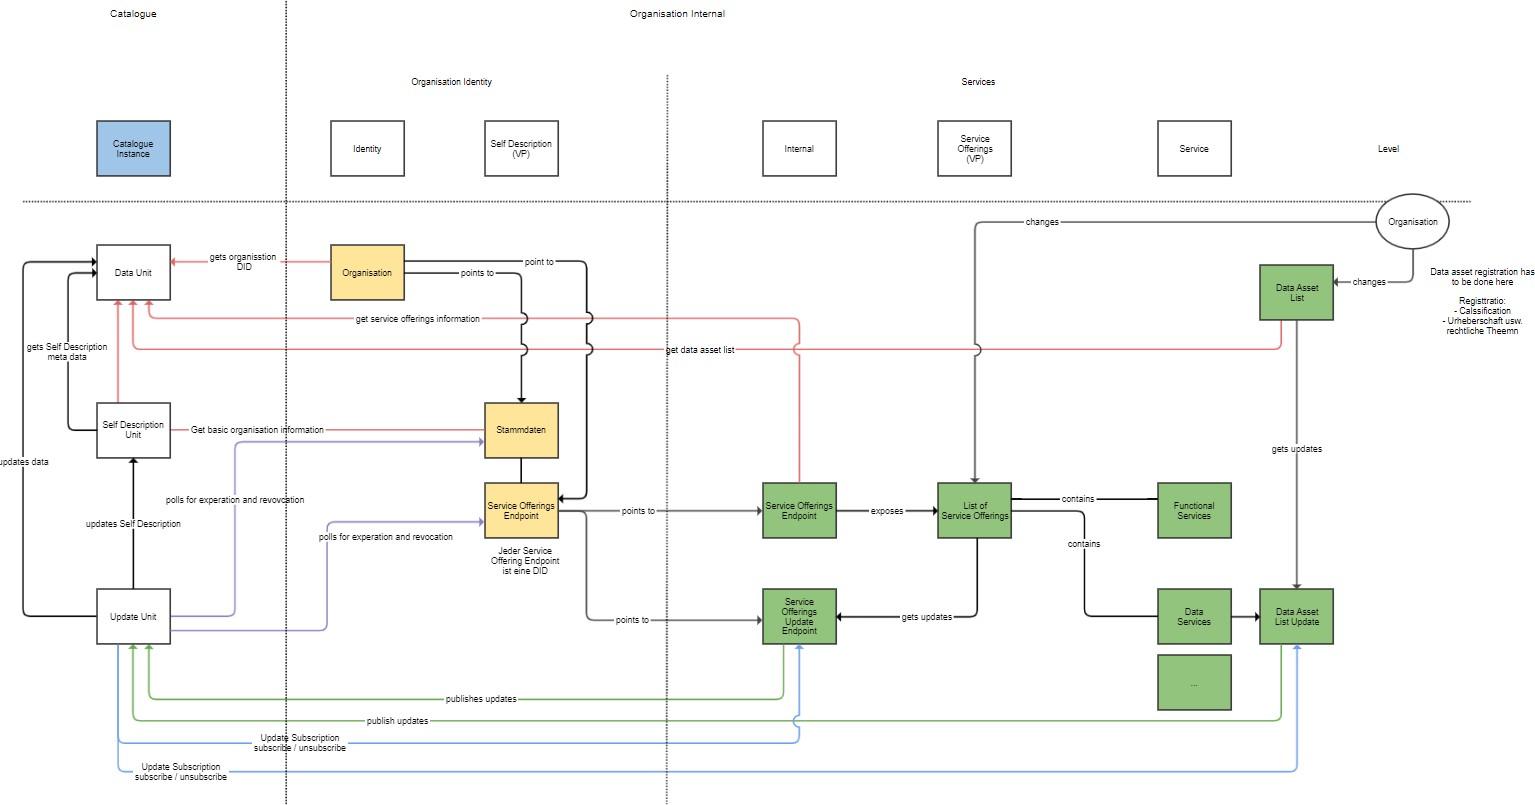 Catalogue
Organisation Internal
Organisation Identity
Services
Catalogue
Instance
Identity
Self Description
(VP)
Internal
Service
Offerings
(VP)
Service
Level
changes
Organisation
Data Unit
gets organisstion
DID
Organisation
point to
points to
Data Asset
List
changes
Data asset registration has
to be done here
Registtratio:
- Calssification
- Urheberschaft usw.
rechtliche Theemn
get service offerings information
gets Self Description
meta data
get data asset list
Self Description
Unit
Get basic organisation information
Stammdaten
gets updates
updates data
polls for experation and revovcation
Service Offerings
Endpoint
points to
Service Offerings
Endpoint
exposes
List of
Service Offerings
contains
Functional
Services
updates Self Description
polls for experation and revocation
Jeder Service
Offering Endpoint
ist eine DID
contains
Update Unit
points to
Service
Offerings
Update
Endpoint
gets updates
Data
Services
Data Asset
List Update
...
publishes updates
publish updates
Update Subscription
subscribe / unsubscribe
Update Subscription
subscribe / unsubscribe